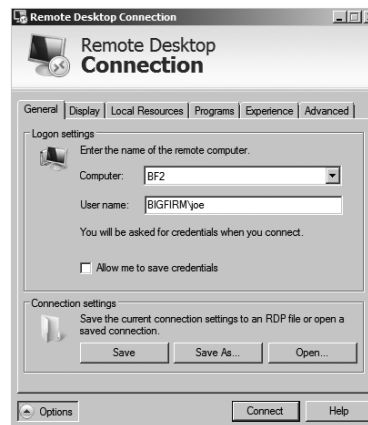 Remote Desktop Connection
Remote Desktop
Connection
General Display Local Resources Programs Experience Advanced
Logon settings
Enter the name of the remote computer.
Computer: BF2
User name: BIGFIRM\joe
You will be asked for credentials when you connect.
Allow me to save credentials
Connection settings
Save the current connection settings to an RDP file or open a
saved connection.
Save Save As... Open...
Options Connect Help